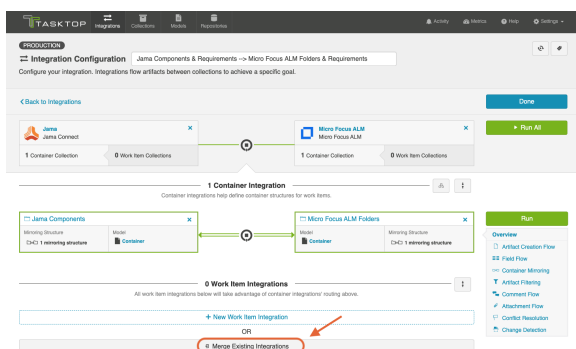 TASKTOP
Integrations
Collections
Models
Repositories
Activity
Metrics
Help
Settings
PRODUCTION
Integration Configuration
Jama Components & Requirements --> Micro Focus ALM Folders & Requirements
Configure your integration. Integrations flow artifacts between collections to achieve a specific goal.
Back to Integrations
Done
Jama
Jama Connect
Micro Focus ALM
Micro Focus ALM
Run All
1 Container Collection
0 Work Item Collections
1 Container Collection
0 Work Item Collections
1 Container Integration
Container integrations help define container structures for work items.
Jama Components
Mirroring Structure
1 mirroring structure
Model
Container
Micro Focus ALM Folders
Model
Container
Mirroring Structure
1 mirroring structure
Run
Overview
Artifact Creation Flow
Field Flow
Container Mirroring
Artifact Filtering
Comment Flow
Attachment Flow
Conflict Resolution
Change Detection
0 Work Item Integrations
All work item integrations below will take advantage of container integrations' routing above.
+ New Work Item Integration
OR
Merge Existing Integrations